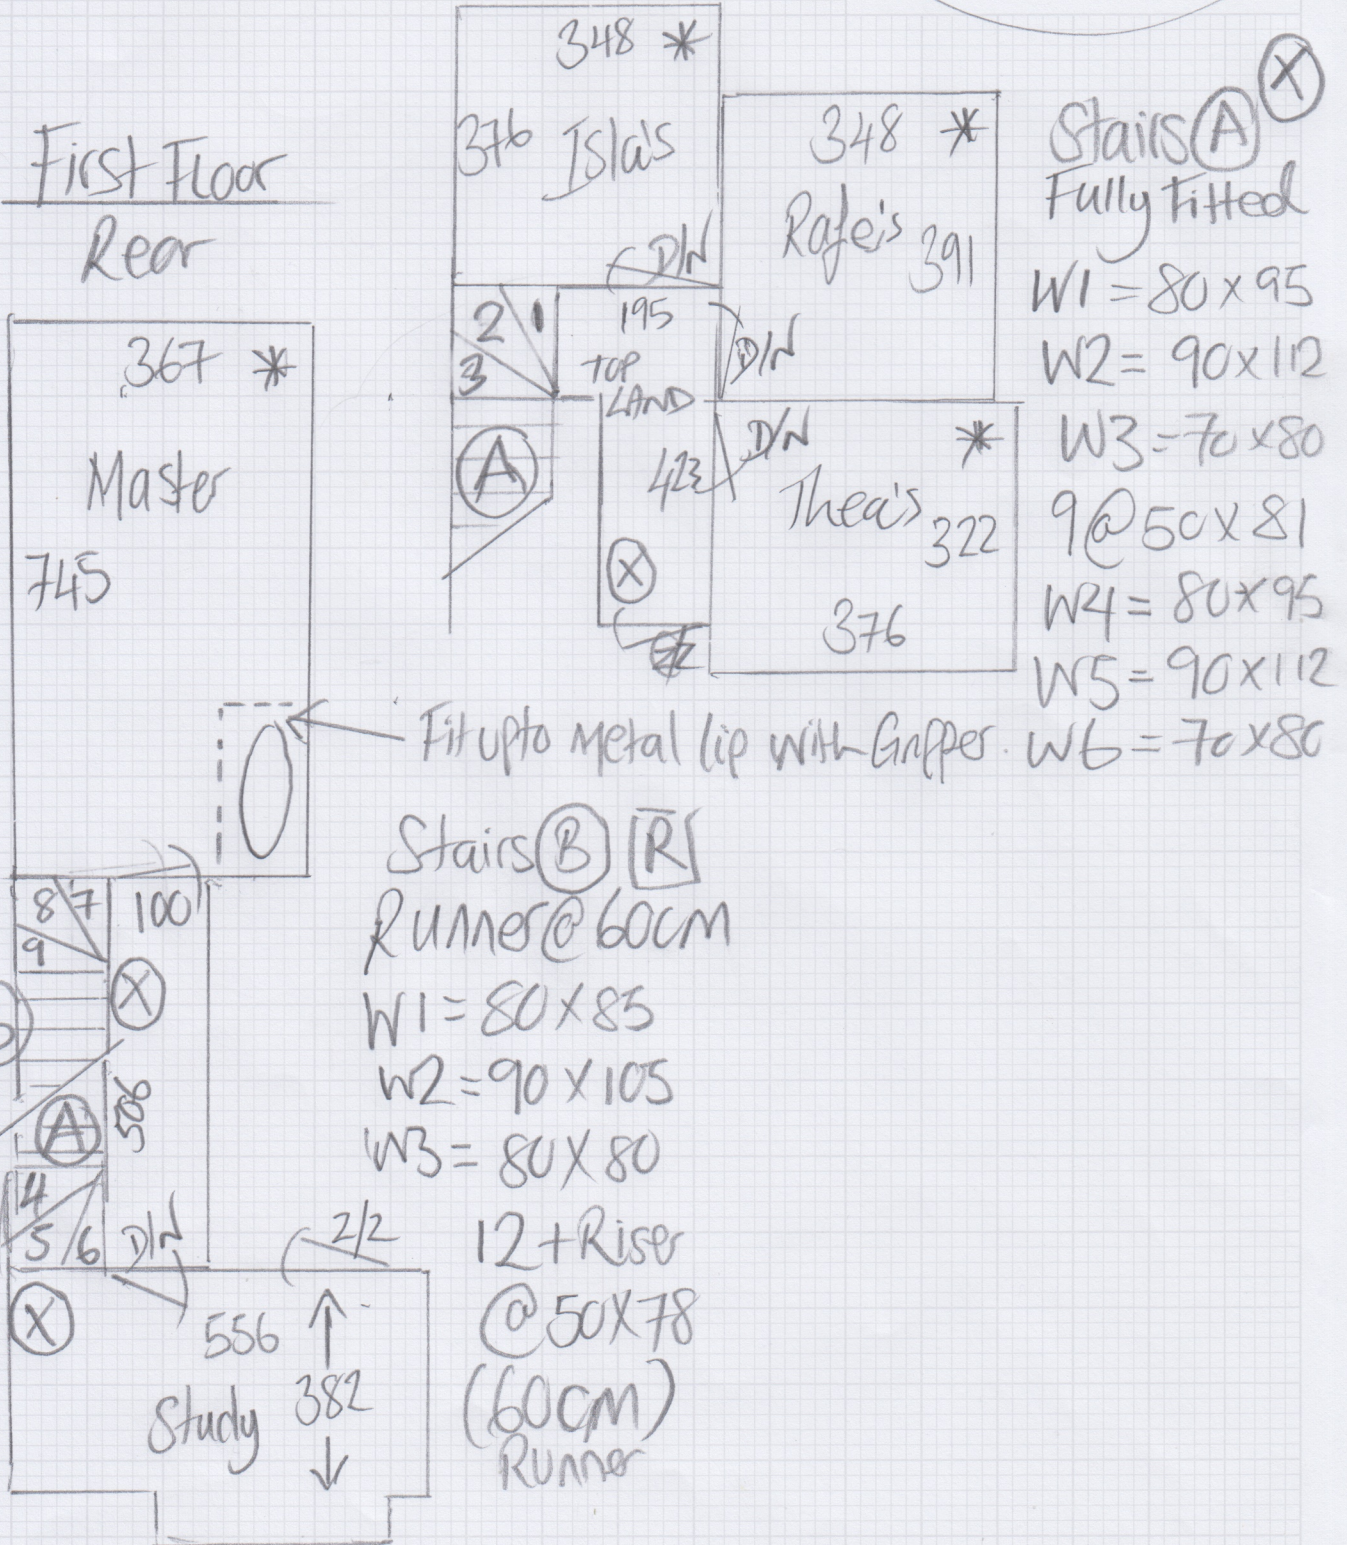 First Floor
Rear
367 *
Master
745
348 *
376 Isla's
D/N
348 *
Rafe's
391
D/N
2 1
3
195
TOP
LAND
A
423
X
D/N
*
Thea's
322
376
Stairs A X
Fully Fitted
W1 = 80 x 95
W2 = 90 x 112
W3 = 70 x 80
9 @ 50 x 81
W4 = 80 x 95
W5 = 90 x 112
W6 = 70 x 80
Fit upto Metal lip with Gripper.
Stairs B R
Runner @ 60cm
W1 = 80 x 85
W2 = 90 x 105
W3 = 80 x 80
12 + Riser
@ 50 x 78
(60cm)
Runner
8 7
9
100
X
506
A
4
5 6
D/N
2/2
X
556
382
Study